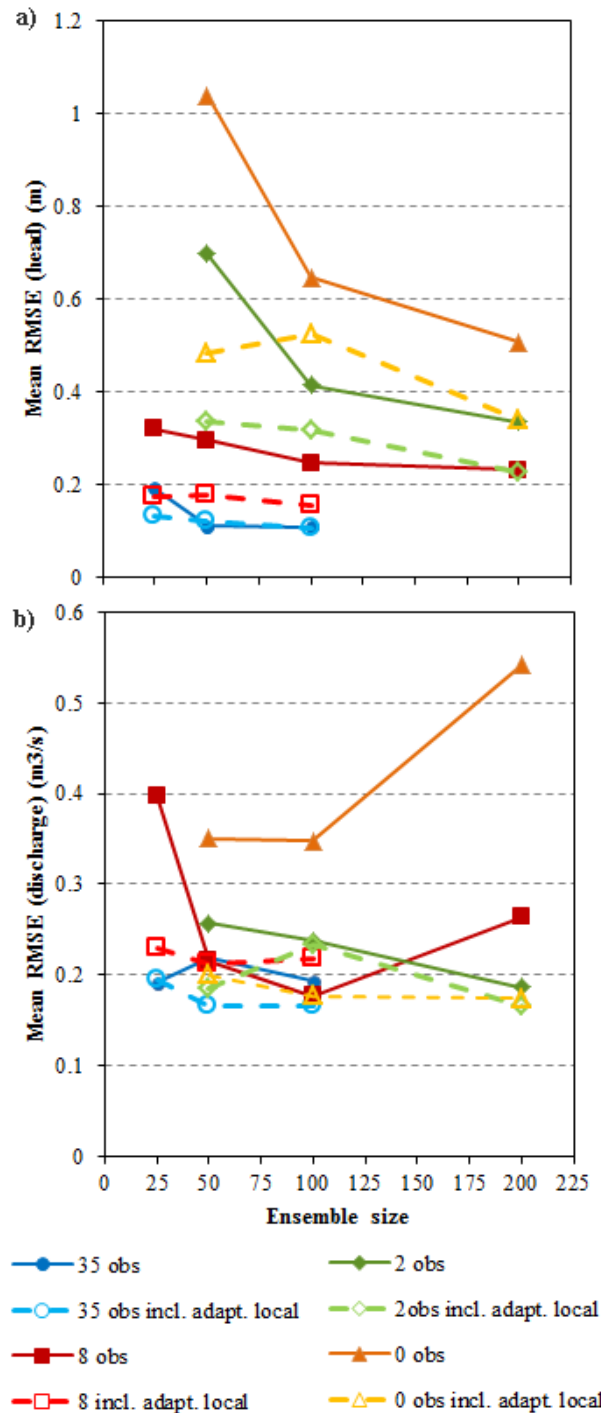 a)
1.2
1
0.8
0.6
0.4
0.2
0
Mean RMSE (head) (m)
b)
0.6
0.5
0.4
0.3
0.2
0.1
0
Mean RMSE (discharge) (m3/s)
0 25 50 75 100 125 150 175 200 225
Ensemble size
35 obs
2 obs
35 obs incl. adapt. local
2obs incl. adapt. local
8 obs
0 obs
8 incl. adapt. local
0 obs incl. adapt. local